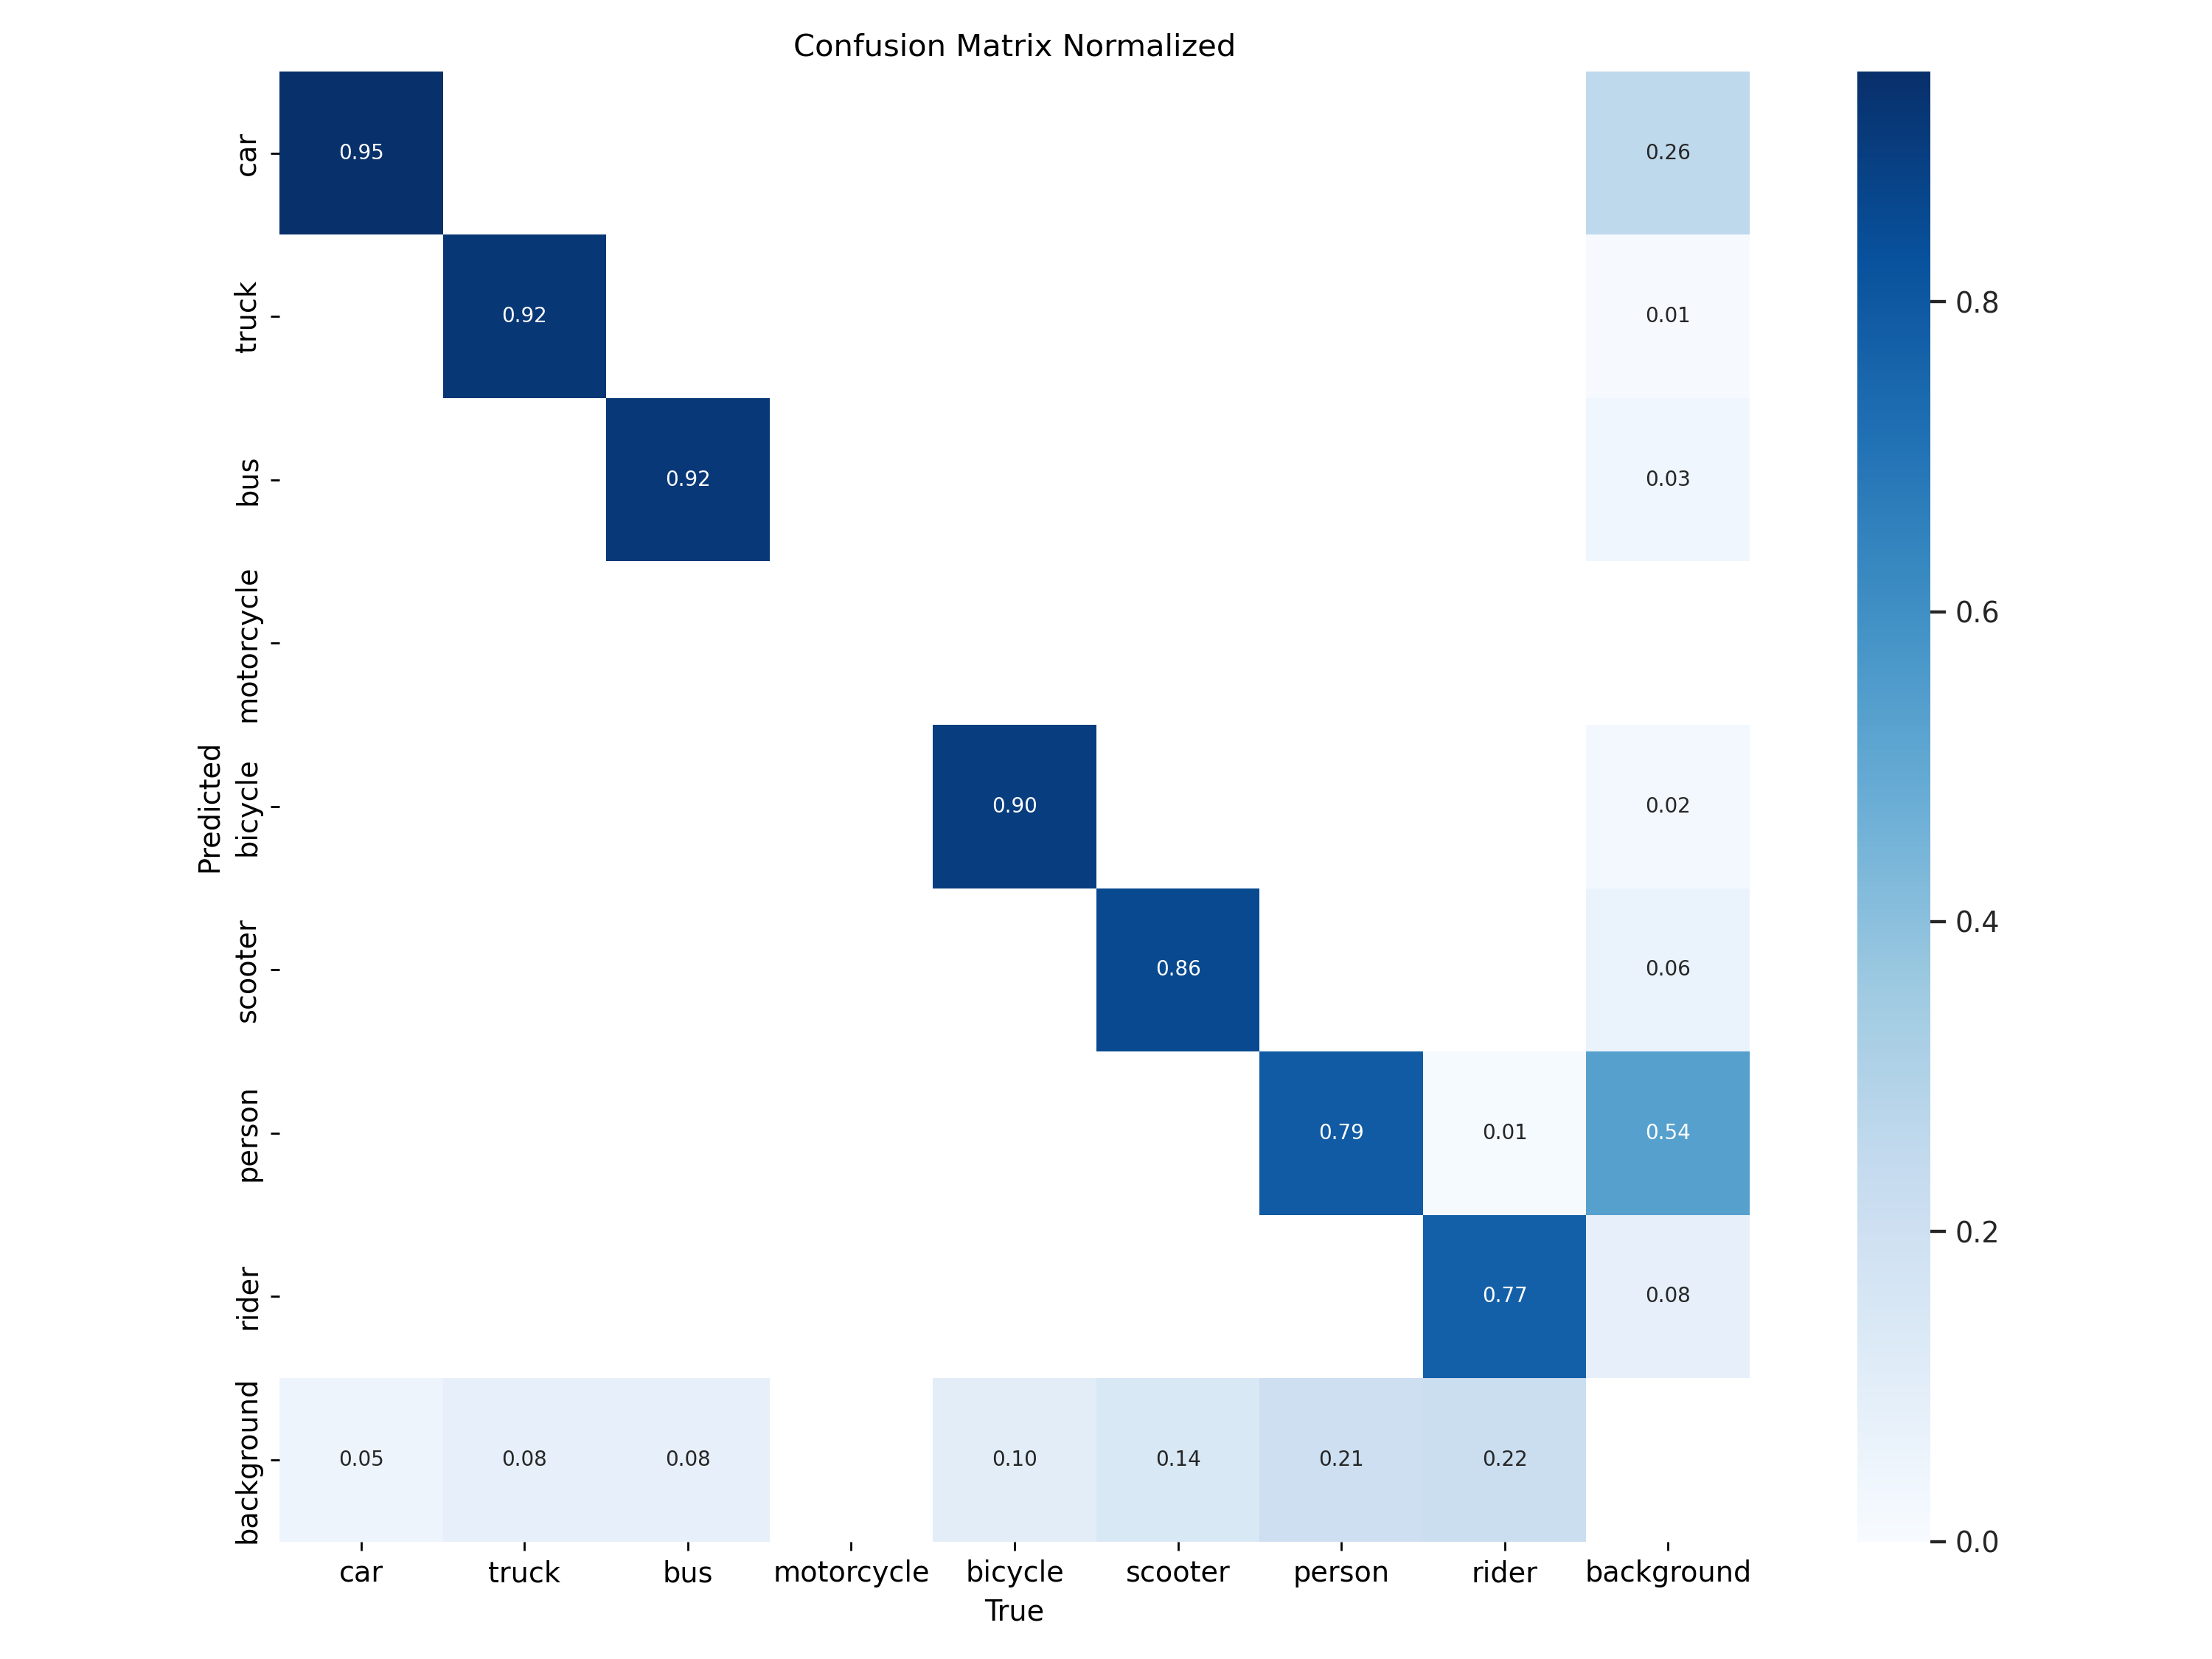 Confusion Matrix Normalized
car
0.95
0.26
truck
0.92
0.01
0.8
bus
0.92
0.03
motorcycle
0.6
Predicted
bicycle
0.90
0.02
scooter
0.86
0.06
0.4
person
0.79
0.01
0.54
rider
0.77
0.08
0.2
background
0.05
0.08
0.08
0.10
0.14
0.21
0.22
0.0
car truck bus motorcycle bicycle scooter person rider background
True